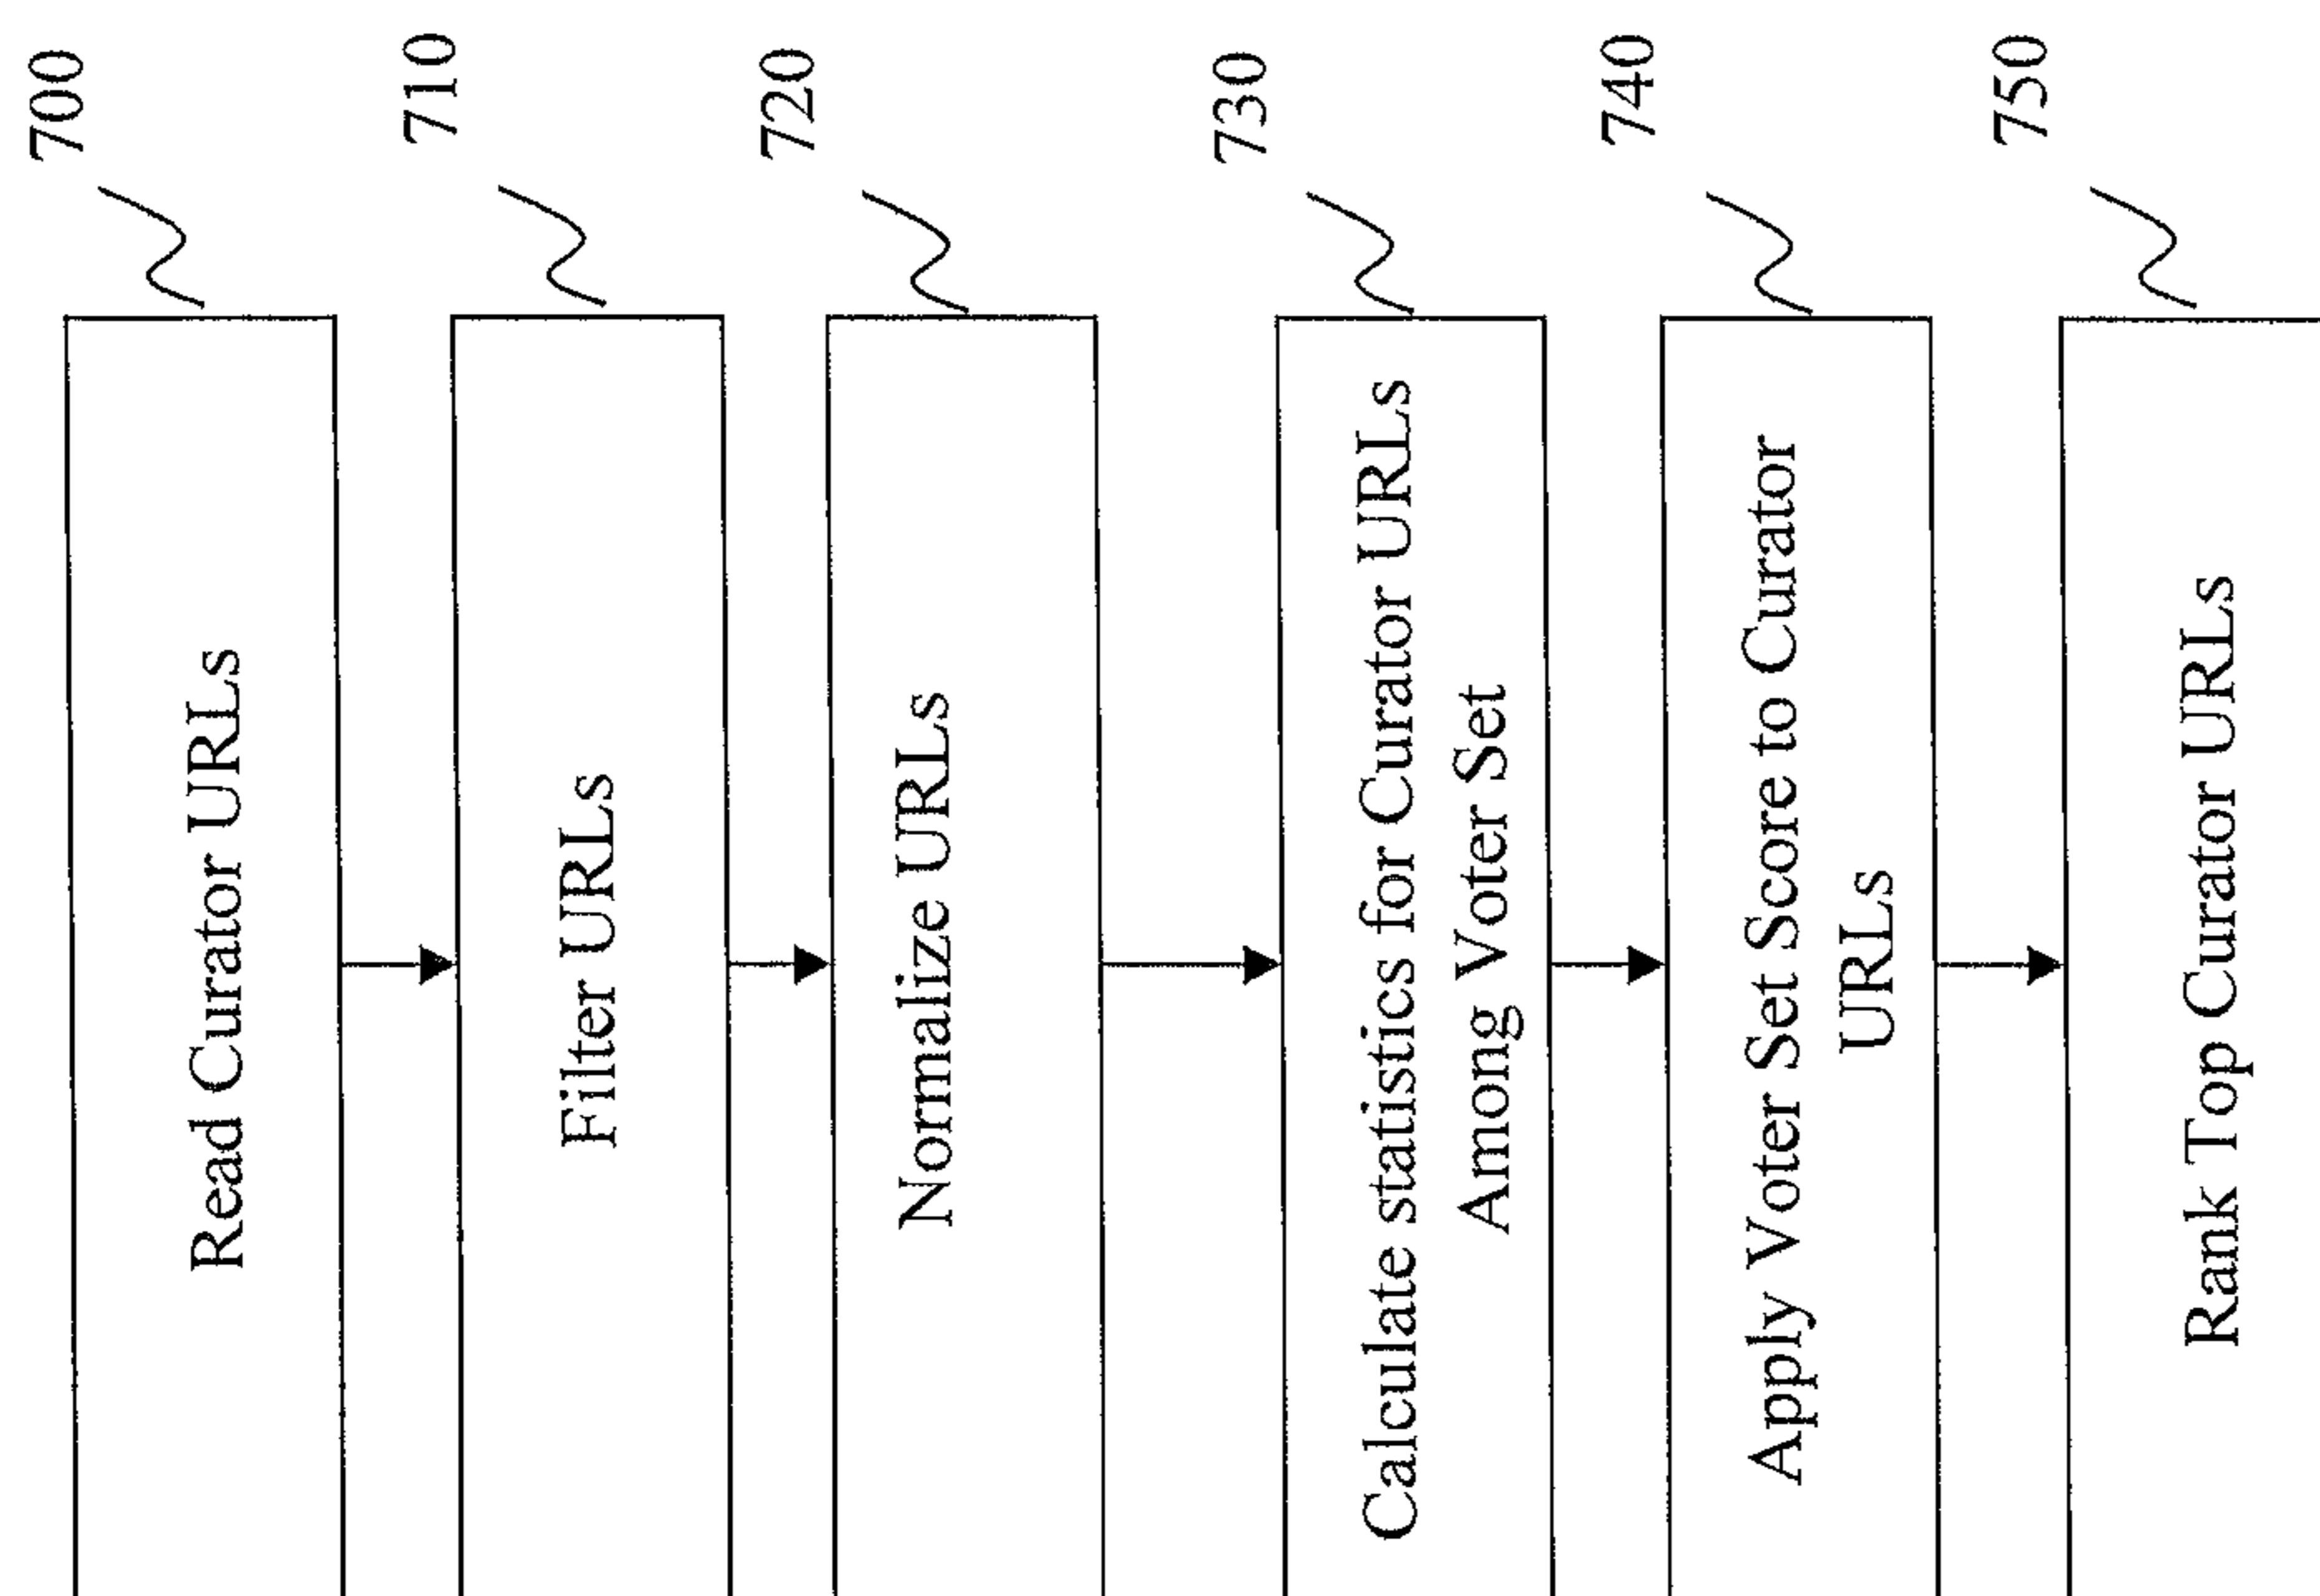 700
Read Curator URLs
710
Filter URLs
720
Normalize URLs
730
Calculate statistics for Curator URLs
Among Voter Set
740
Apply Voter Set Score to Curator
URLs
750
Rank Top Curator URLs